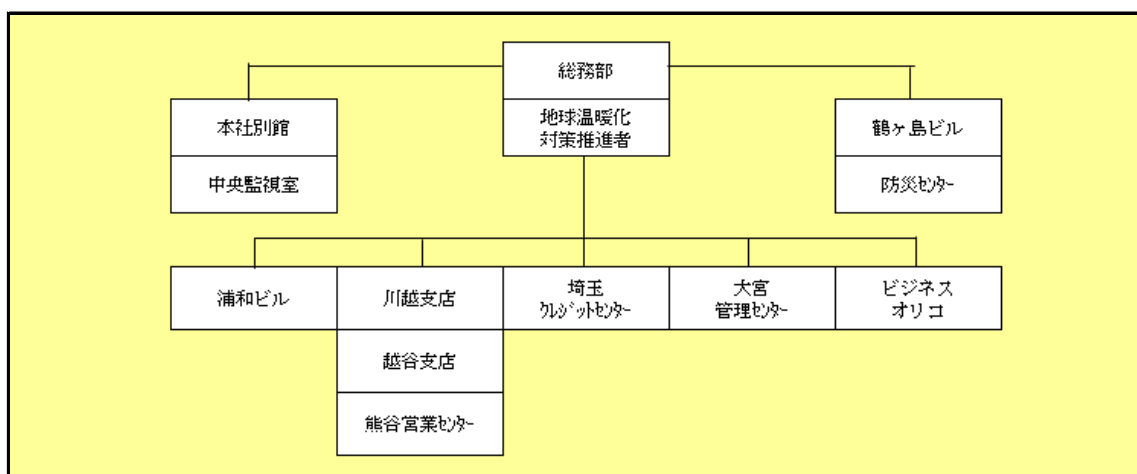 総務部
地球温暖化
対策推進者
本社別館
中央監視室
鶴ヶ島ビル
防災ｾﾝﾀｰ
浦和ビル
川越支店
埼玉
ｸﾚｼﾞｯﾄｾﾝﾀｰ
大宮
管理ｾﾝﾀｰ
ビジネス
オリコ
越谷支店
熊谷営業ｾﾝﾀｰ